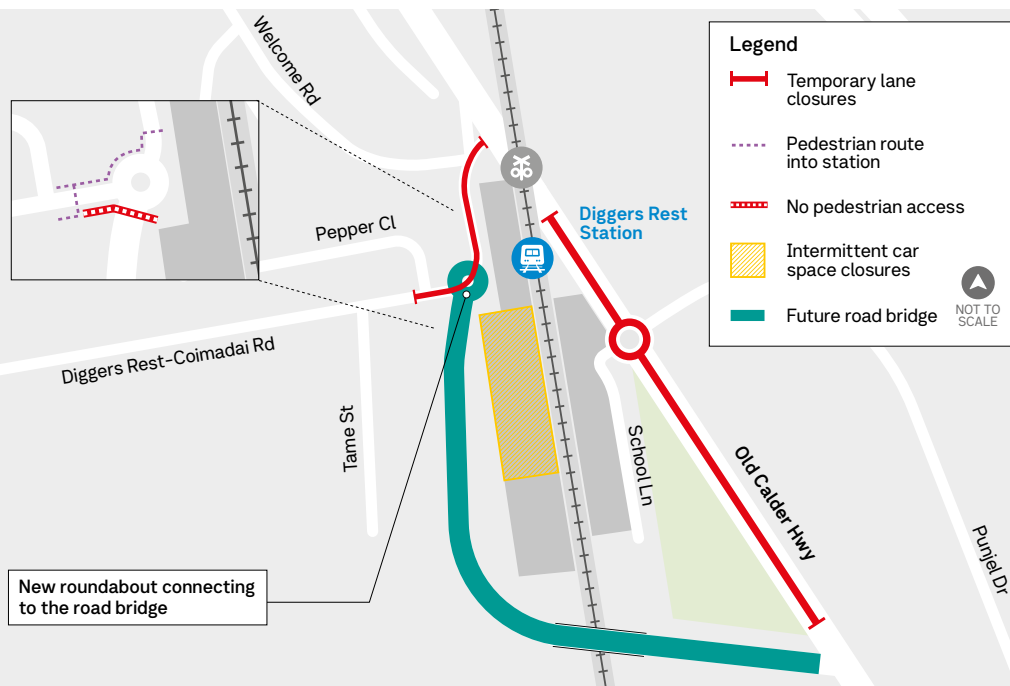 Welcome Rd
Legend
Temporary lane
closures
Pedestrian route
into station
No pedestrian access
Intermittent car
space closures
Future road bridge
NOT TO
SCALE
Diggers Rest
Station
Pepper Cl
Diggers Rest-Coimadai Rd
Tame St
School Ln
Old Calder Hwy
Punjel Dr
New roundabout connecting
to the road bridge